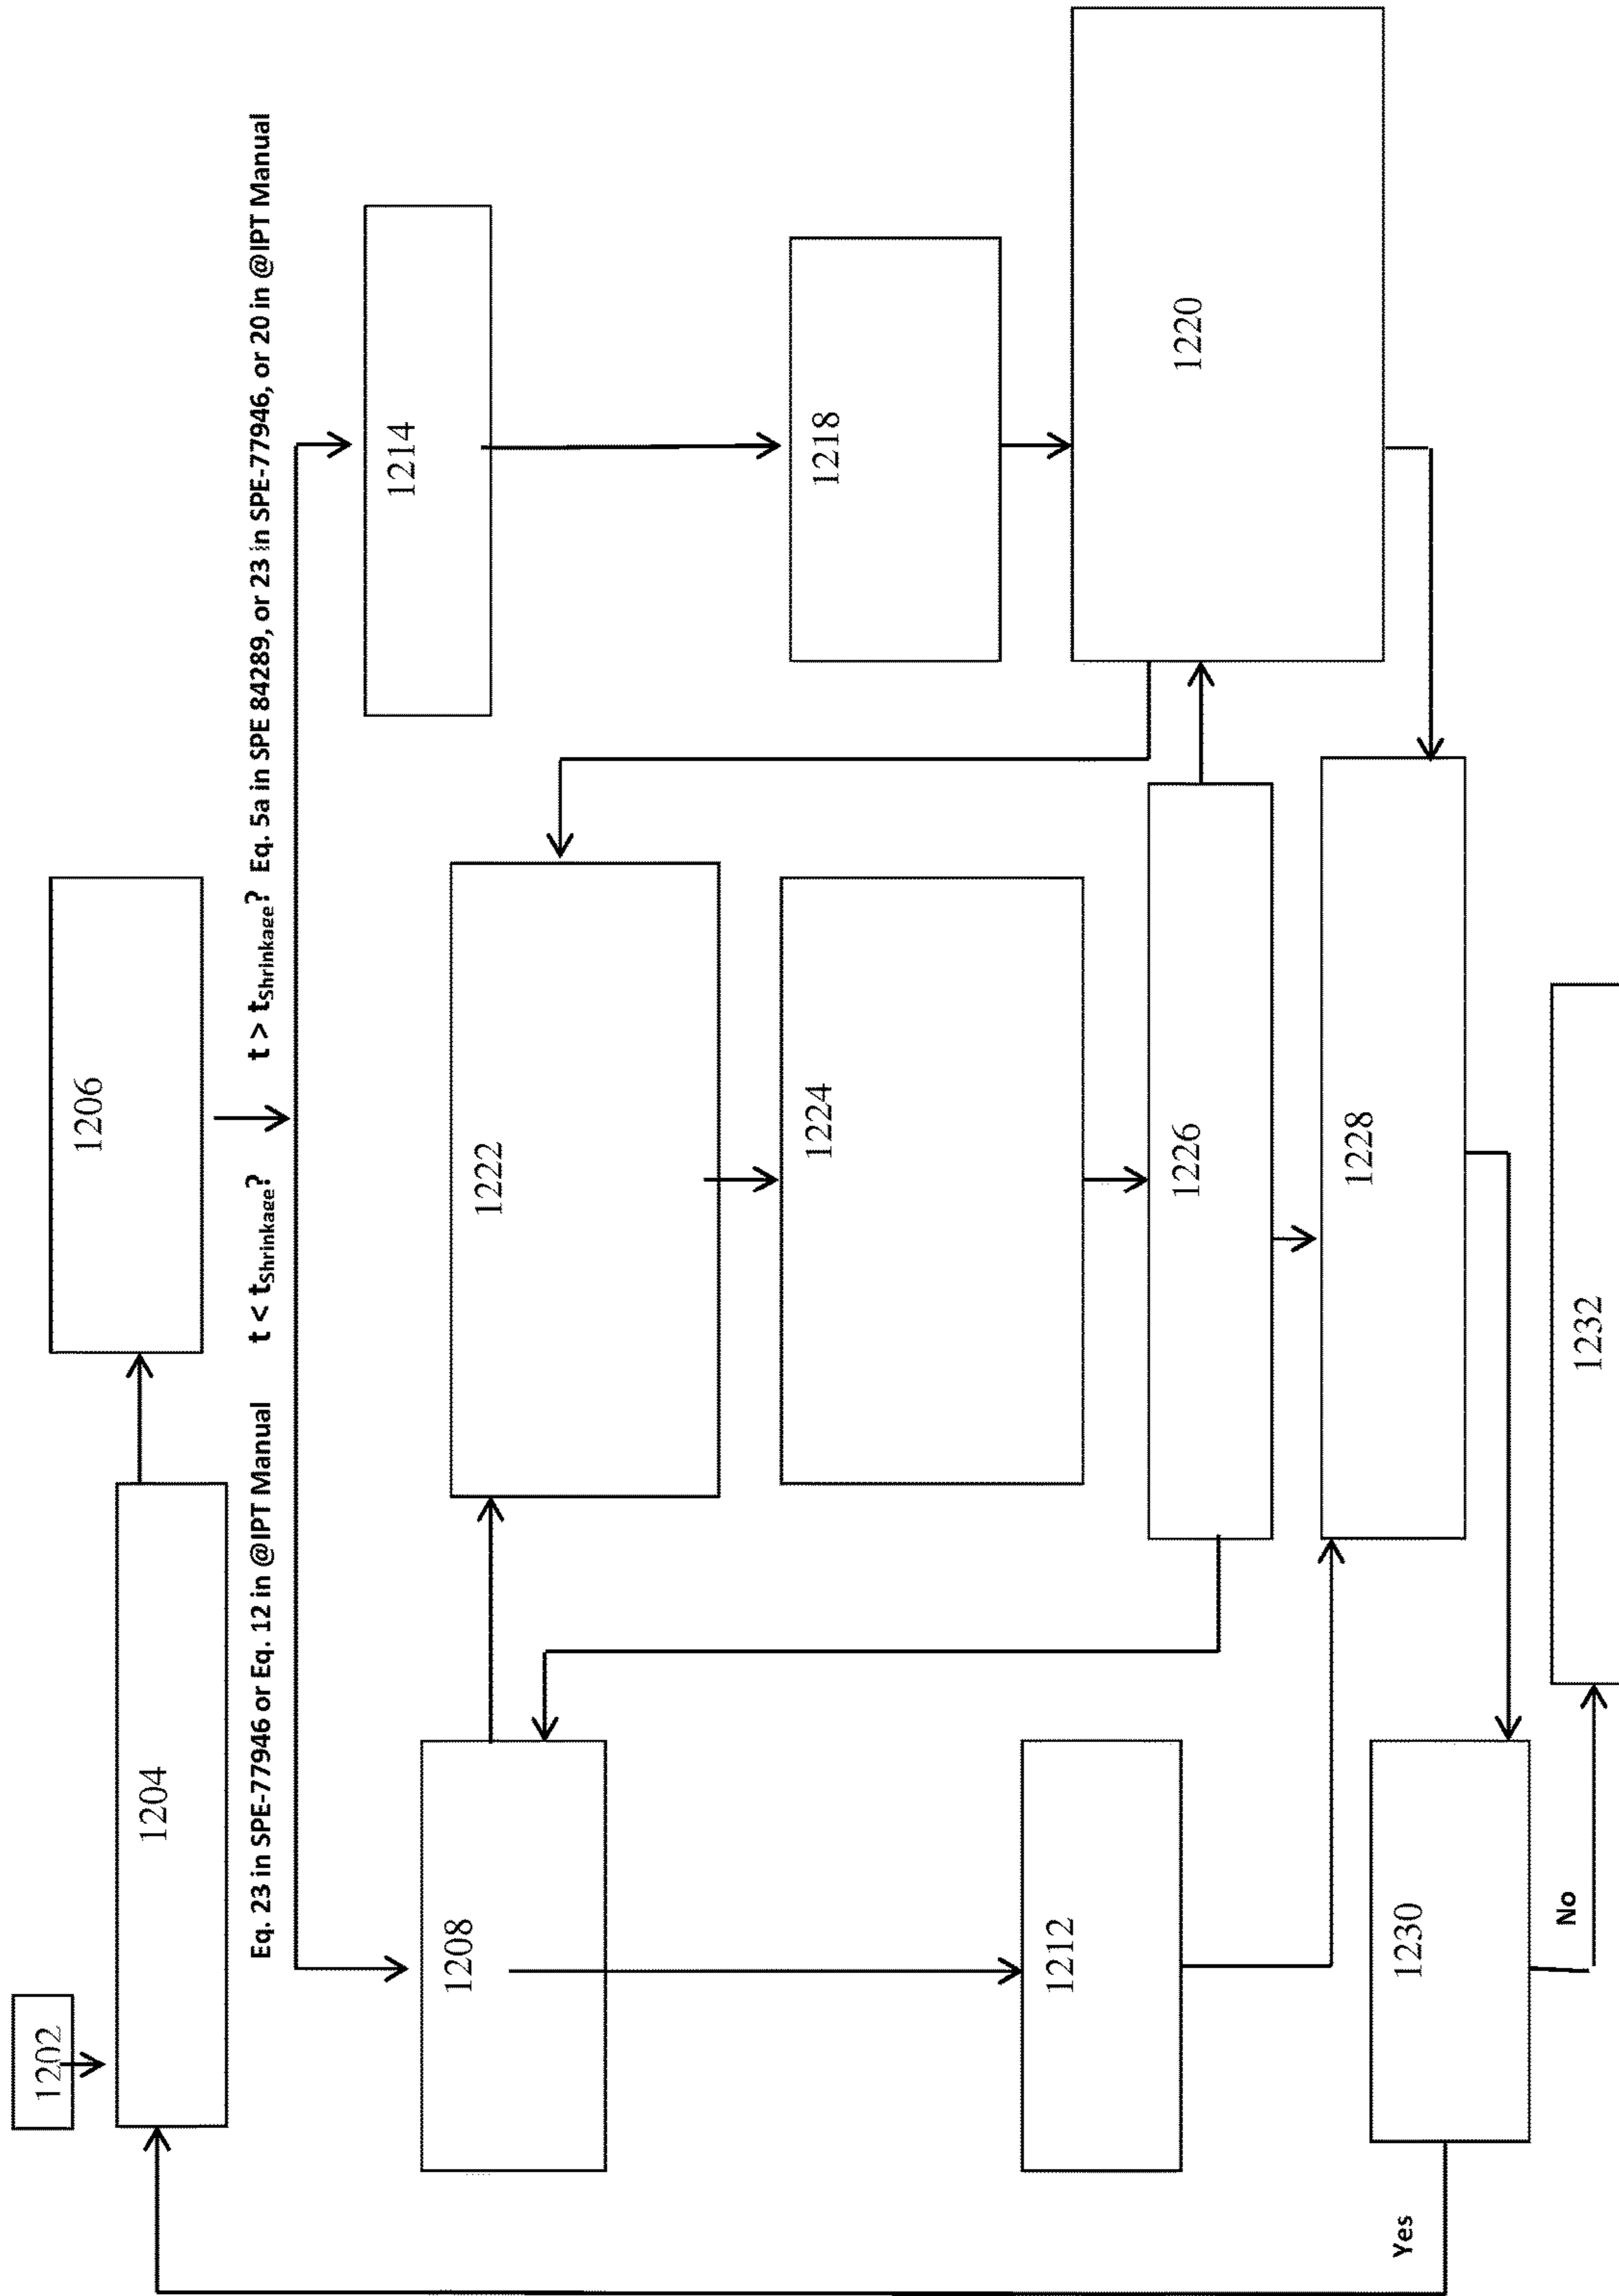 1202
1204
1206
Eq. 23 in SPE-77946 or Eq. 12 in @IPT Manual
t < tShrinkage?
t > tShrinkage?
Eq. 5a in SPE 84289, or 23 in SPE-77946, or 20 in @IPT Manual
1208
1222
1214
1224
1218
1212
1226
1220
1228
1230
Yes
No
1232